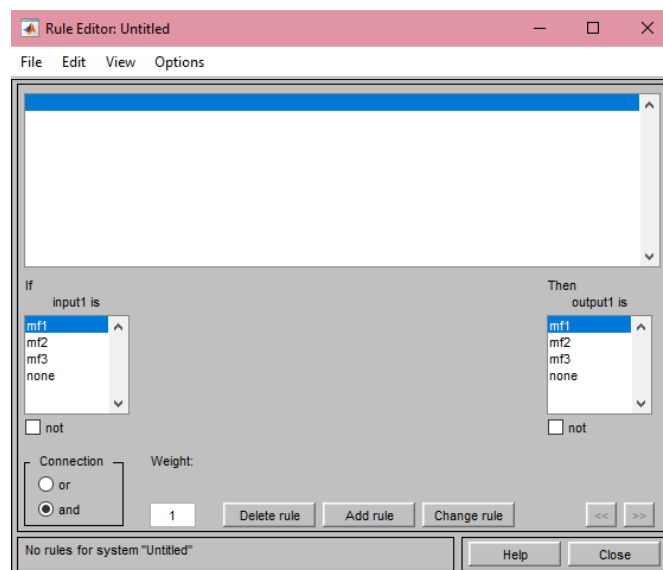 Rule Editor: Untitled
File Edit View Options
If
input1 is
mf1
mf2
mf3
none
not
Then
output1 is
mf1
mf2
mf3
none
not
Connection
or
and
Weight:
1
Delete rule
Add rule
Change rule
<<
>>
No rules for system "Untitled"
Help
Close